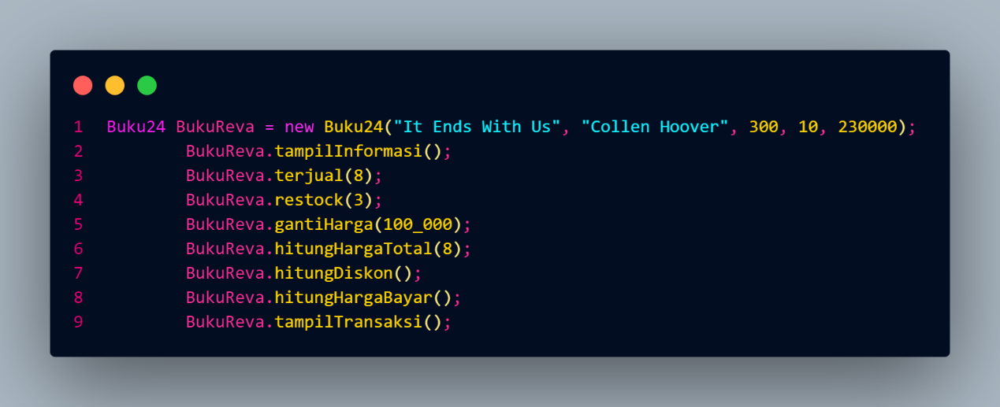 1 Buku24 BukuReva = new Buku24("It Ends With Us", "Collen Hoover", 300, 10, 230000);
2 BukuReva.tampilInformasi();
3 BukuReva.terjual(8);
4 BukuReva.restock(3);
5 BukuReva.gantiHarga(100_000);
6 BukuReva.hitungHargaTotal(8);
7 BukuReva.hitungDiskon();
8 BukuReva.hitungHargaBayar();
9 BukuReva.tampilTransaksi();